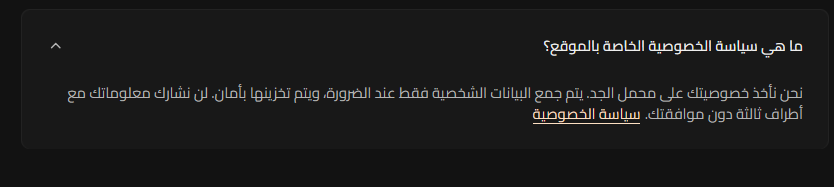 ما هي سياسة الخصوصية الخاصة بالموقع؟
نحن نأخذ خصوصيتك على محمل الجد. يتم جمع البيانات الشخصية فقط عند الضرورة، ويتم تخزينها بأمان. لن نشارك معلوماتك مع
أطراف ثالثة دون موافقتك. سياسة الخصوصية